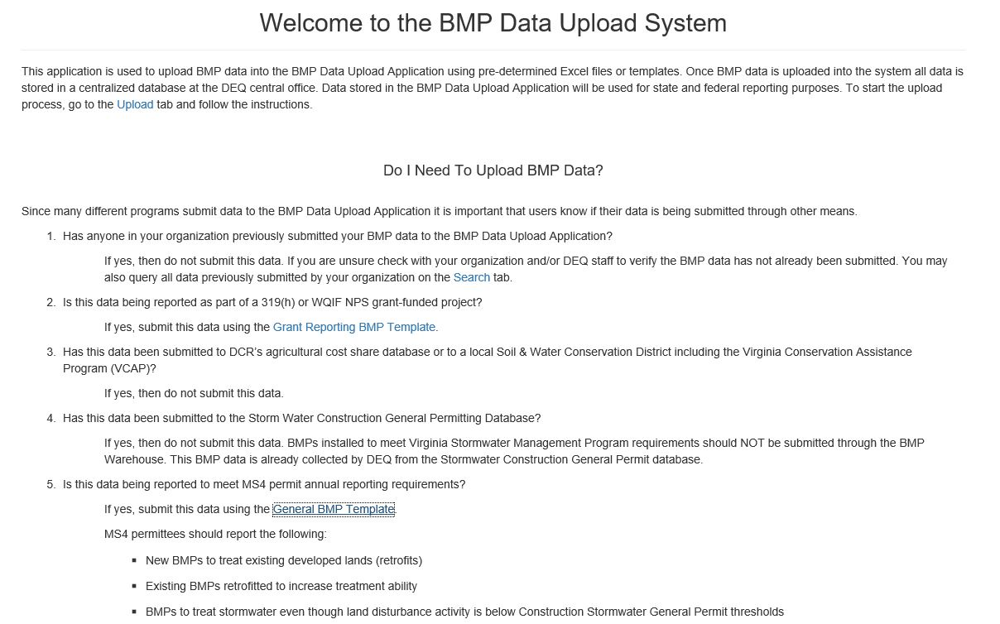 Welcome to the BMP Data Upload System
This application is used to upload BMP data into the BMP Data Upload Application using pre-determined Excel files or templates. Once BMP data is uploaded into the system all data is
stored in a centralized database at the DEQ central office. Data stored in the BMP Data Upload Application will be used for state and federal reporting purposes. To start the upload
process, go to the Upload tab and follow the instructions.
Do I Need To Upload BMP Data?
Since many different programs submit data to the BMP Data Upload Application it is important that users know if their data is being submitted through other means.
1. Has anyone in your organization previously submitted your BMP data to the BMP Data Upload Application?
If yes, then do not submit this data. If you are unsure check with your organization and/or DEQ staff to verify the BMP data has not already been submitted. You may
also query all data previously submitted by your organization on the Search tab.
2. Is this data being reported as part of a 319(h) or WQIF NPS grant-funded project?
If yes, submit this data using the Grant Reporting BMP Template.
3. Has this data been submitted to DCR's agricultural cost share database or to a local Soil & Water Conservation District including the Virginia Conservation Assistance
Program (VCAP)?
If yes, then do not submit this data.
4. Has this data been submitted to the Storm Water Construction General Permitting Database?
If yes, then do not submit this data. BMPs installed to meet Virginia Stormwater Management Program requirements should NOT be submitted through the BMP
Warehouse. This BMP data is already collected by DEQ from the Stormwater Construction General Permit database.
5. Is this data being reported to meet MS4 permit annual reporting requirements?
If yes, submit this data using the General BMP Template.
MS4 permittees should report the following:
▪ New BMPs to treat existing developed lands (retrofits)
▪ Existing BMPs retrofitted to increase treatment ability
▪ BMPs to treat stormwater even though land disturbance activity is below Construction Stormwater General Permit thresholds